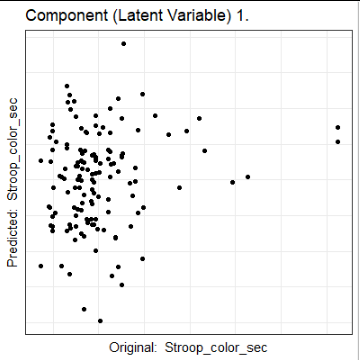 Component (Latent Variable) 1.
Predicted: Stroop_color_sec
Original: Stroop_color_sec